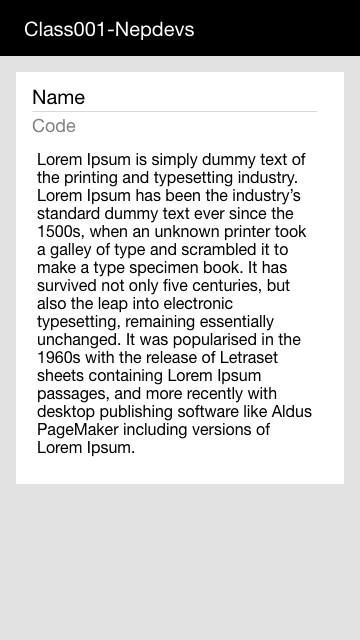 Class001-Nepdevs
Name
Code
Lorem Ipsum is simply dummy text of
the printing and typesetting industry.
Lorem Ipsum has been the industry’s
standard dummy text ever since the
1500s, when an unknown printer took
a galley of type and scrambled it to
make a type specimen book. It has
survived not only five centuries, but
also the leap into electronic
typesetting, remaining essentially
unchanged. It was popularised in the
1960s with the release of Letraset
sheets containing Lorem Ipsum
passages, and more recently with
desktop publishing software like Aldus
PageMaker including versions of
Lorem Ipsum.